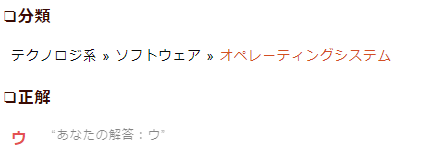 ❏分類
テクノロジ系 » ソフトウェア » オペレーティングシステム
❏正解
ウ “あなたの解答：ウ”